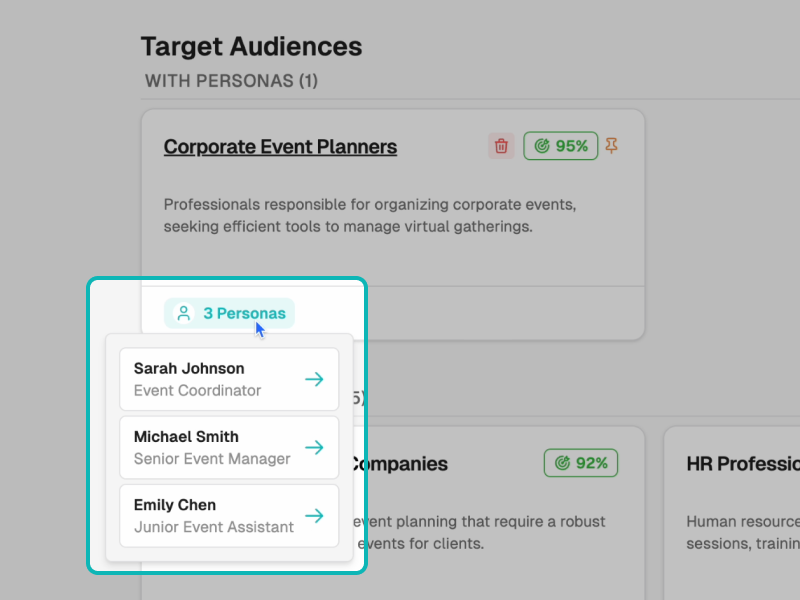 Target Audiences
WITH PERSONAS (1)
Corporate Event Planners
95%
Professionals responsible for organizing corporate events,
seeking efficient tools to manage virtual gatherings.
3 Personas
Sarah Johnson
Event Coordinator
Michael Smith
Senior Event Manager
Emily Chen
Junior Event Assistant
5)
Companies
92%
event planning that require a robust
events for clients.
HR Professio
Human resource
sessions, trainin